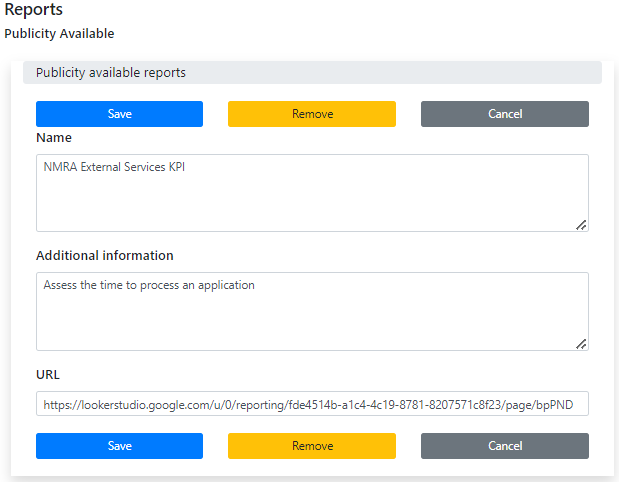 Reports
Publicity Available
Publicity available reports
Save Remove Cancel
Name
NMRA External Services KPI
Additional information
Assess the time to process an application
URL
https://lookerstudio.google.com/u/0/reporting/fde4514b-a1c4-4c19-8781-8207571c8f23/page/bpPND
Save Remove Cancel